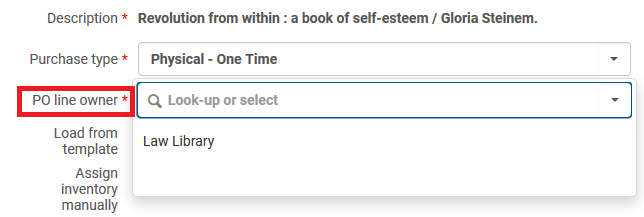 Description * Revolution from within : a book of self-esteem / Gloria Steinem.
Purchase type * Physical - One Time
PO line owner * Look-up or select
Law Library
Load from
template
Assign
inventory
manually